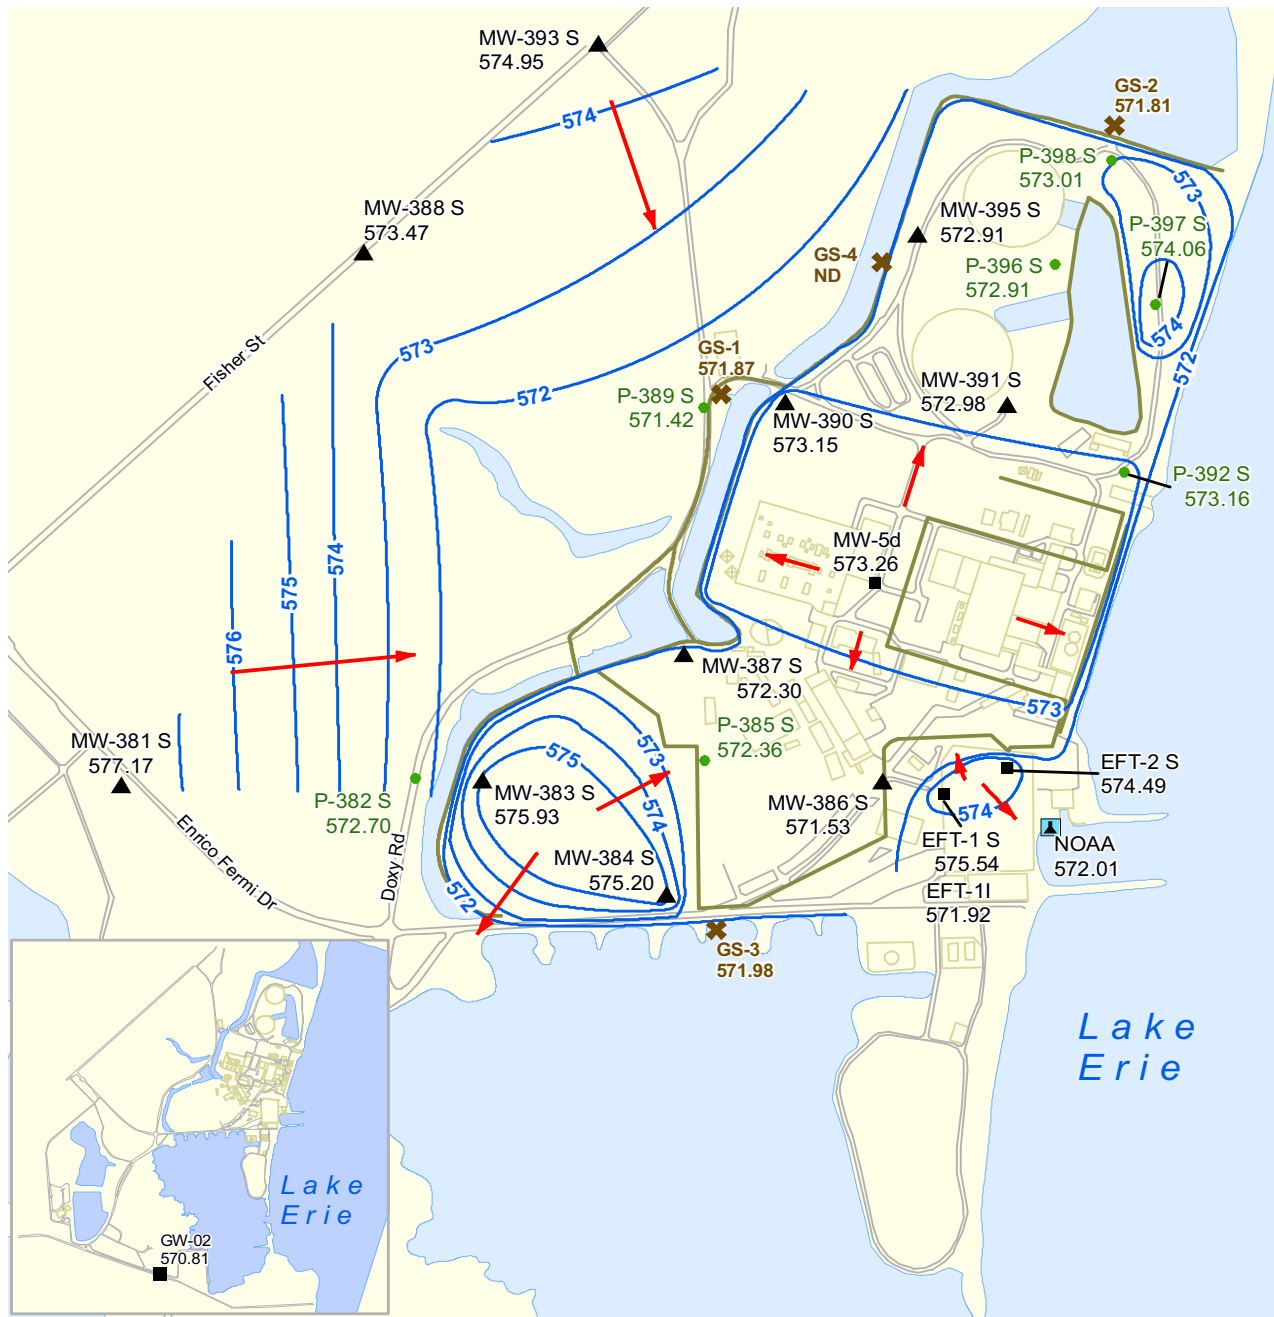 MW-393 S
574.95
574
GS-2
571.81
P-398 S
573.01
573
MW-388 S
573.47
MW-395 S
572.91
P-397 S
574.06
GS-4
ND
P-396 S
572.91
574
572
Fisher St
573
GS-1
571.87
572
P-389 S
571.42
MW-391 S
572.98
MW-390 S
573.15
P-392 S
573.16
MW-5d
573.26
574
575
576
MW-387 S
572.30
573
MW-381 S
577.17
P-385 S
572.36
573
575
574
MW-383 S
575.93
P-382 S
572.70
MW-386 S
571.53
EFT-2 S
574.49
574
EFT-1 S
575.54
NOAA
572.01
Enrico Fermi Dr
Doxy Rd
MW-384 S
575.20
572
EFT-1I
571.92
GS-3
571.98
Lake
Erie
Lake
Erie
GW-02
570.81